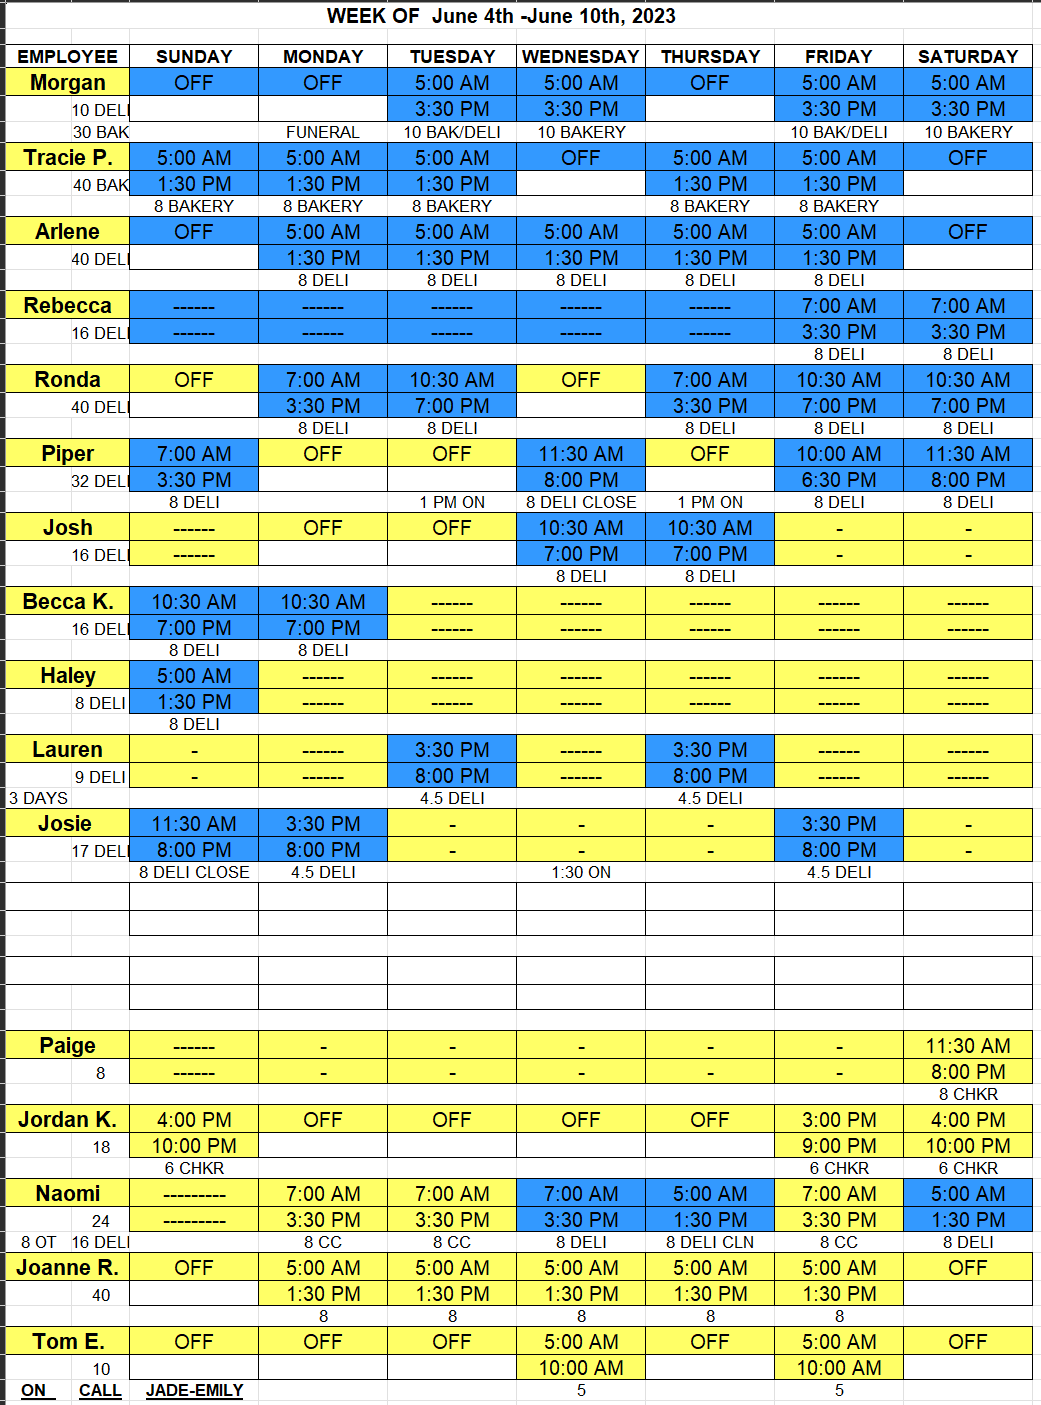 WEEK OF June 4th -June 10th, 2023
EMPLOYEE SUNDAY MONDAY TUESDAY WEDNESDAY THURSDAY FRIDAY SATURDAY
Morgan OFF OFF 5:00 AM 5:00 AM OFF 5:00 AM 5:00 AM
10 DELI 3:30 PM 3:30 PM 3:30 PM 3:30 PM
30 BAK FUNERAL 10 BAK/DELI 10 BAKERY 10 BAK/DELI 10 BAKERY
Tracie P. 5:00 AM 5:00 AM 5:00 AM OFF 5:00 AM 5:00 AM OFF
40 BAK 1:30 PM 1:30 PM 1:30 PM 1:30 PM 1:30 PM
8 BAKERY 8 BAKERY 8 BAKERY 8 BAKERY 8 BAKERY
Arlene OFF 5:00 AM 5:00 AM 5:00 AM 5:00 AM 5:00 AM OFF
40 DELI 1:30 PM 1:30 PM 1:30 PM 1:30 PM 1:30 PM
8 DELI 8 DELI 8 DELI 8 DELI 8 DELI
Rebecca ------ ------ ------ ------ ------ 7:00 AM 7:00 AM
16 DELI ------ ------ ------ ------ ------ 3:30 PM 3:30 PM
8 DELI 8 DELI
Ronda OFF 7:00 AM 10:30 AM OFF 7:00 AM 10:30 AM 10:30 AM
40 DELI 3:30 PM 7:00 PM 3:30 PM 7:00 PM 7:00 PM
8 DELI 8 DELI 8 DELI 8 DELI 8 DELI
Piper 7:00 AM OFF OFF 11:30 AM OFF 10:00 AM 11:30 AM
32 DELI 3:30 PM 8:00 PM 6:30 PM 8:00 PM
8 DELI 1 PM ON 8 DELI CLOSE 1 PM ON 8 DELI 8 DELI
Josh ------ OFF OFF 10:30 AM 10:30 AM - -
16 DELI ------ 7:00 PM 7:00 PM - -
8 DELI 8 DELI
Becca K. 10:30 AM 10:30 AM ------ ------ ------ ------ ------
16 DELI 7:00 PM 7:00 PM ------ ------ ------ ------ ------
8 DELI 8 DELI
Haley 5:00 AM ------ ------ ------ ------ ------ ------
8 DELI 1:30 PM ------ ------ ------ ------ ------ ------
8 DELI
Lauren - ------ 3:30 PM ------ 3:30 PM ------ ------
9 DELI - ------ 8:00 PM ------ 8:00 PM ------ ------
3 DAYS 4.5 DELI 4.5 DELI
Josie 11:30 AM 3:30 PM - - - 3:30 PM -
17 DELI 8:00 PM 8:00 PM - - - 8:00 PM -
8 DELI CLOSE 4.5 DELI 1:30 ON 4.5 DELI
Paige ------ - - - - - 11:30 AM
8 ------ - - - - - 8:00 PM
8 CHKR
Jordan K. 4:00 PM OFF OFF OFF OFF 3:00 PM 4:00 PM
18 10:00 PM 9:00 PM 10:00 PM
6 CHKR 6 CHKR 6 CHKR
Naomi --------- 7:00 AM 7:00 AM 7:00 AM 5:00 AM 7:00 AM 5:00 AM
24 --------- 3:30 PM 3:30 PM 3:30 PM 1:30 PM 3:30 PM 1:30 PM
8 OT 16 DELI 8 CC 8 CC 8 DELI 8 DELI CLN 8 CC 8 DELI
Joanne R. OFF 5:00 AM 5:00 AM 5:00 AM 5:00 AM 5:00 AM OFF
40 1:30 PM 1:30 PM 1:30 PM 1:30 PM 1:30 PM
8 8 8 8 8
Tom E. OFF OFF OFF 5:00 AM OFF 5:00 AM OFF
10 10:00 AM 10:00 AM
ON CALL JADE-EMILY 5 5